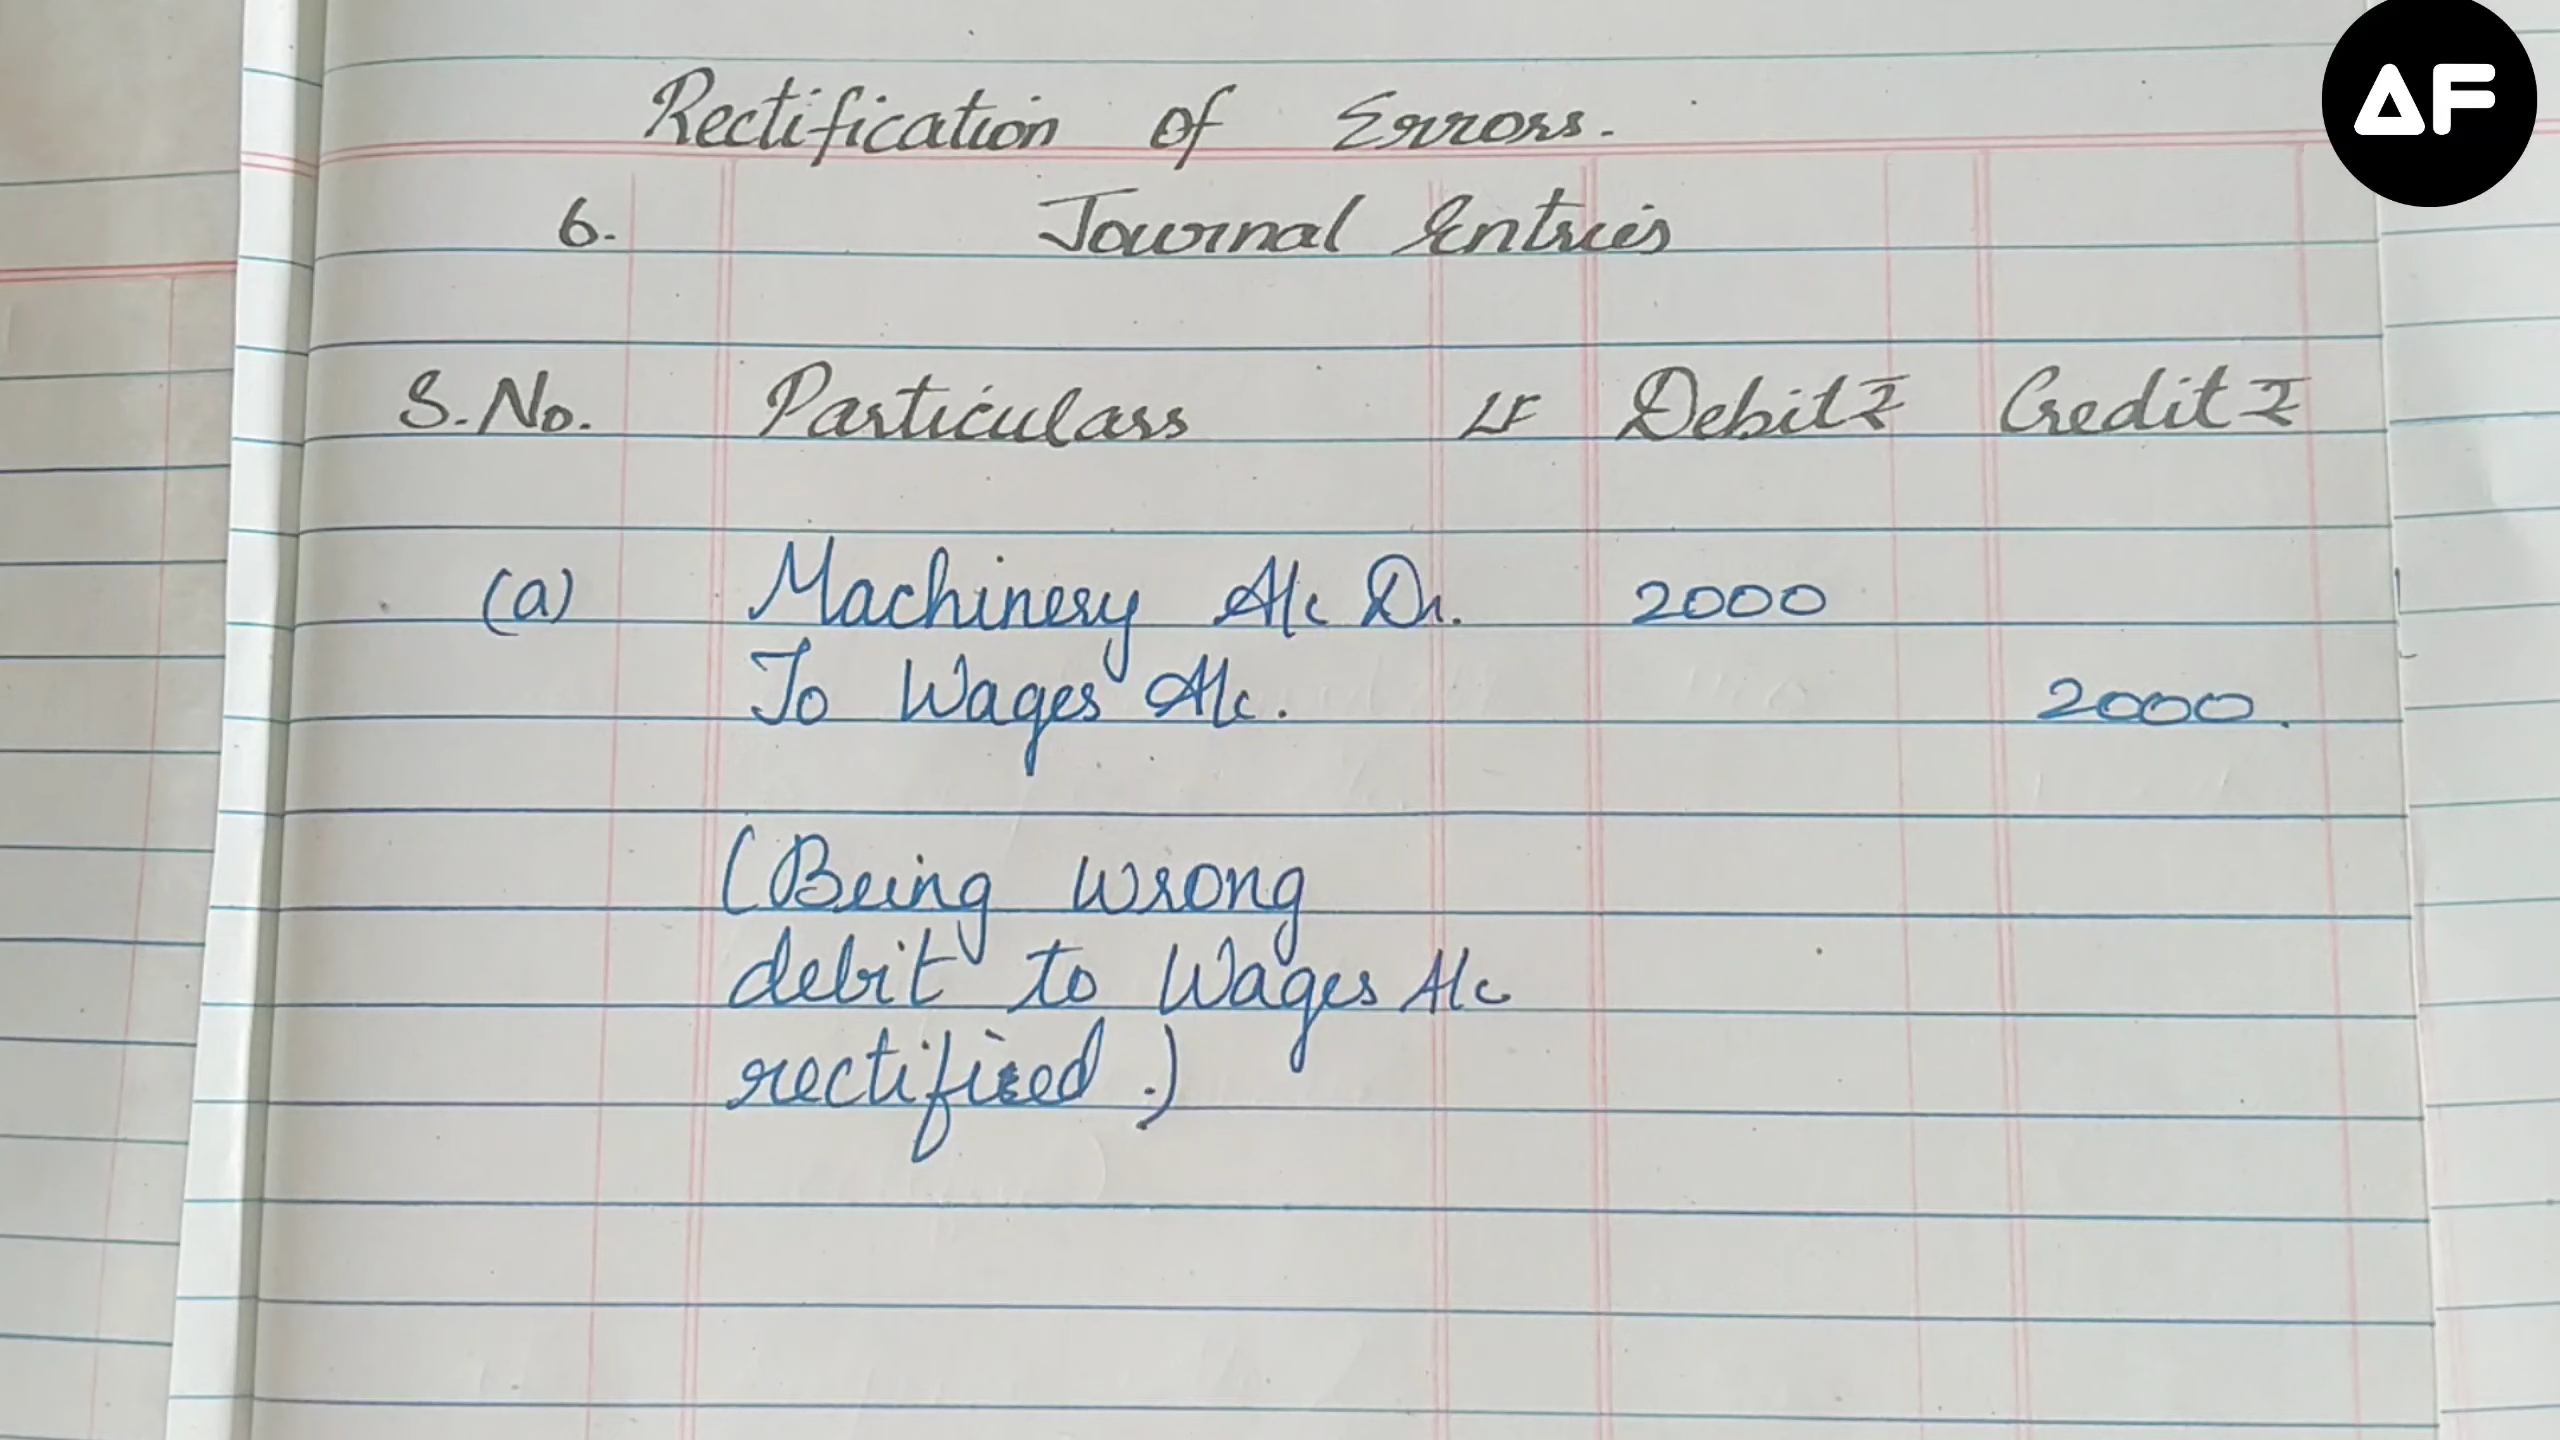 AF
Rectification of Errors.
6. Journal Entries
S.No. Particulars LF Debit ₹ Credit ₹
(a) Machinery A/c Dr. 2000
To Wages A/c. 2000.
(Being wrong
debit to Wages A/c
rectified.)